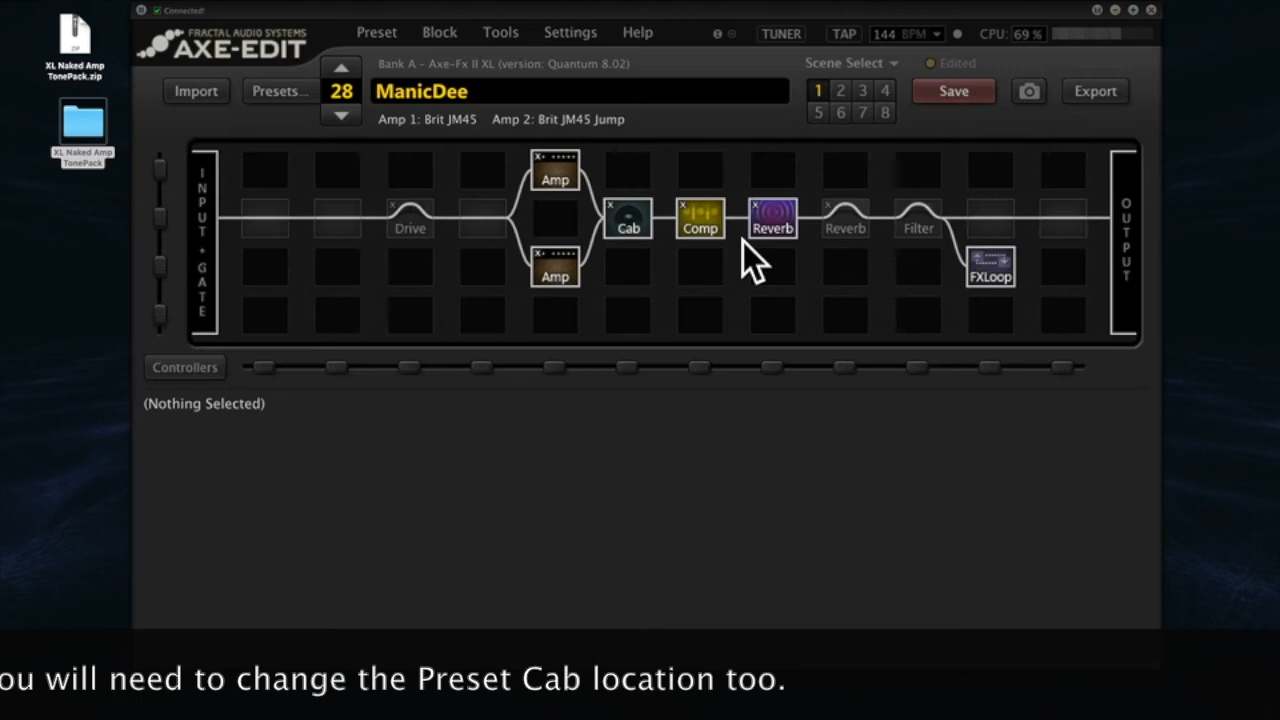 Connected!
ZIP
XL Naked Amp
TonePack.zip
XL Naked Amp
TonePack
FRACTAL AUDIO SYSTEMS
AXE-EDIT
Preset Block Tools Settings Help
TUNER TAP 144 BPM CPU: 69 %
Bank A - Axe-Fx II XL (version: Quantum 8.02)
Scene Select
Edited
Import Presets... 28 ManicDee
1 2 3 4
5 6 7 8
Save Export
Amp 1: Brit JM45 Amp 2: Brit JM45 Jump
INPUT + GATE
Drive
X Amp
X Amp
X Cab
X Comp
X Reverb
X Reverb
Filter
FXLoop
OUTPUT
Controllers
(Nothing Selected)
ou will need to change the Preset Cab location too.